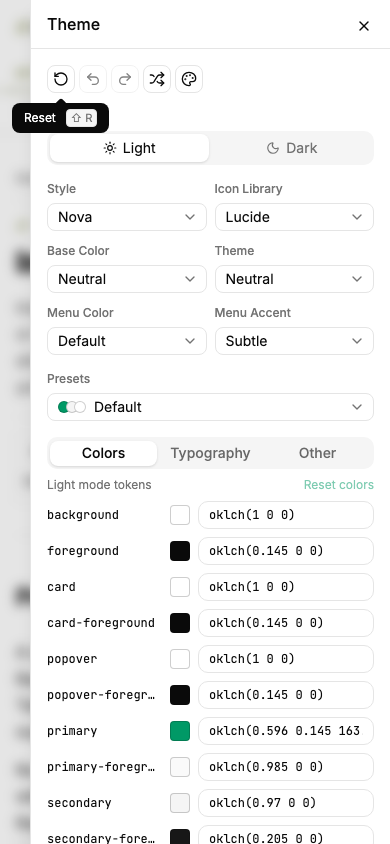 Theme
Reset ⇧ R
Light Dark
Style Icon Library
Nova Lucide
Base Color Theme
Neutral Neutral
Menu Color Menu Accent
Default Subtle
Presets
Default
Colors Typography Other
Light mode tokens Reset colors
background oklch(1 0 0)
foreground oklch(0.145 0 0)
card oklch(1 0 0)
card-foreground oklch(0.145 0 0)
popover oklch(1 0 0)
popover-foregr… oklch(0.145 0 0)
primary oklch(0.596 0.145 163
primary-foregr… oklch(0.985 0 0)
secondary oklch(0.97 0 0)
secondary-fore… oklch(0.205 0 0)